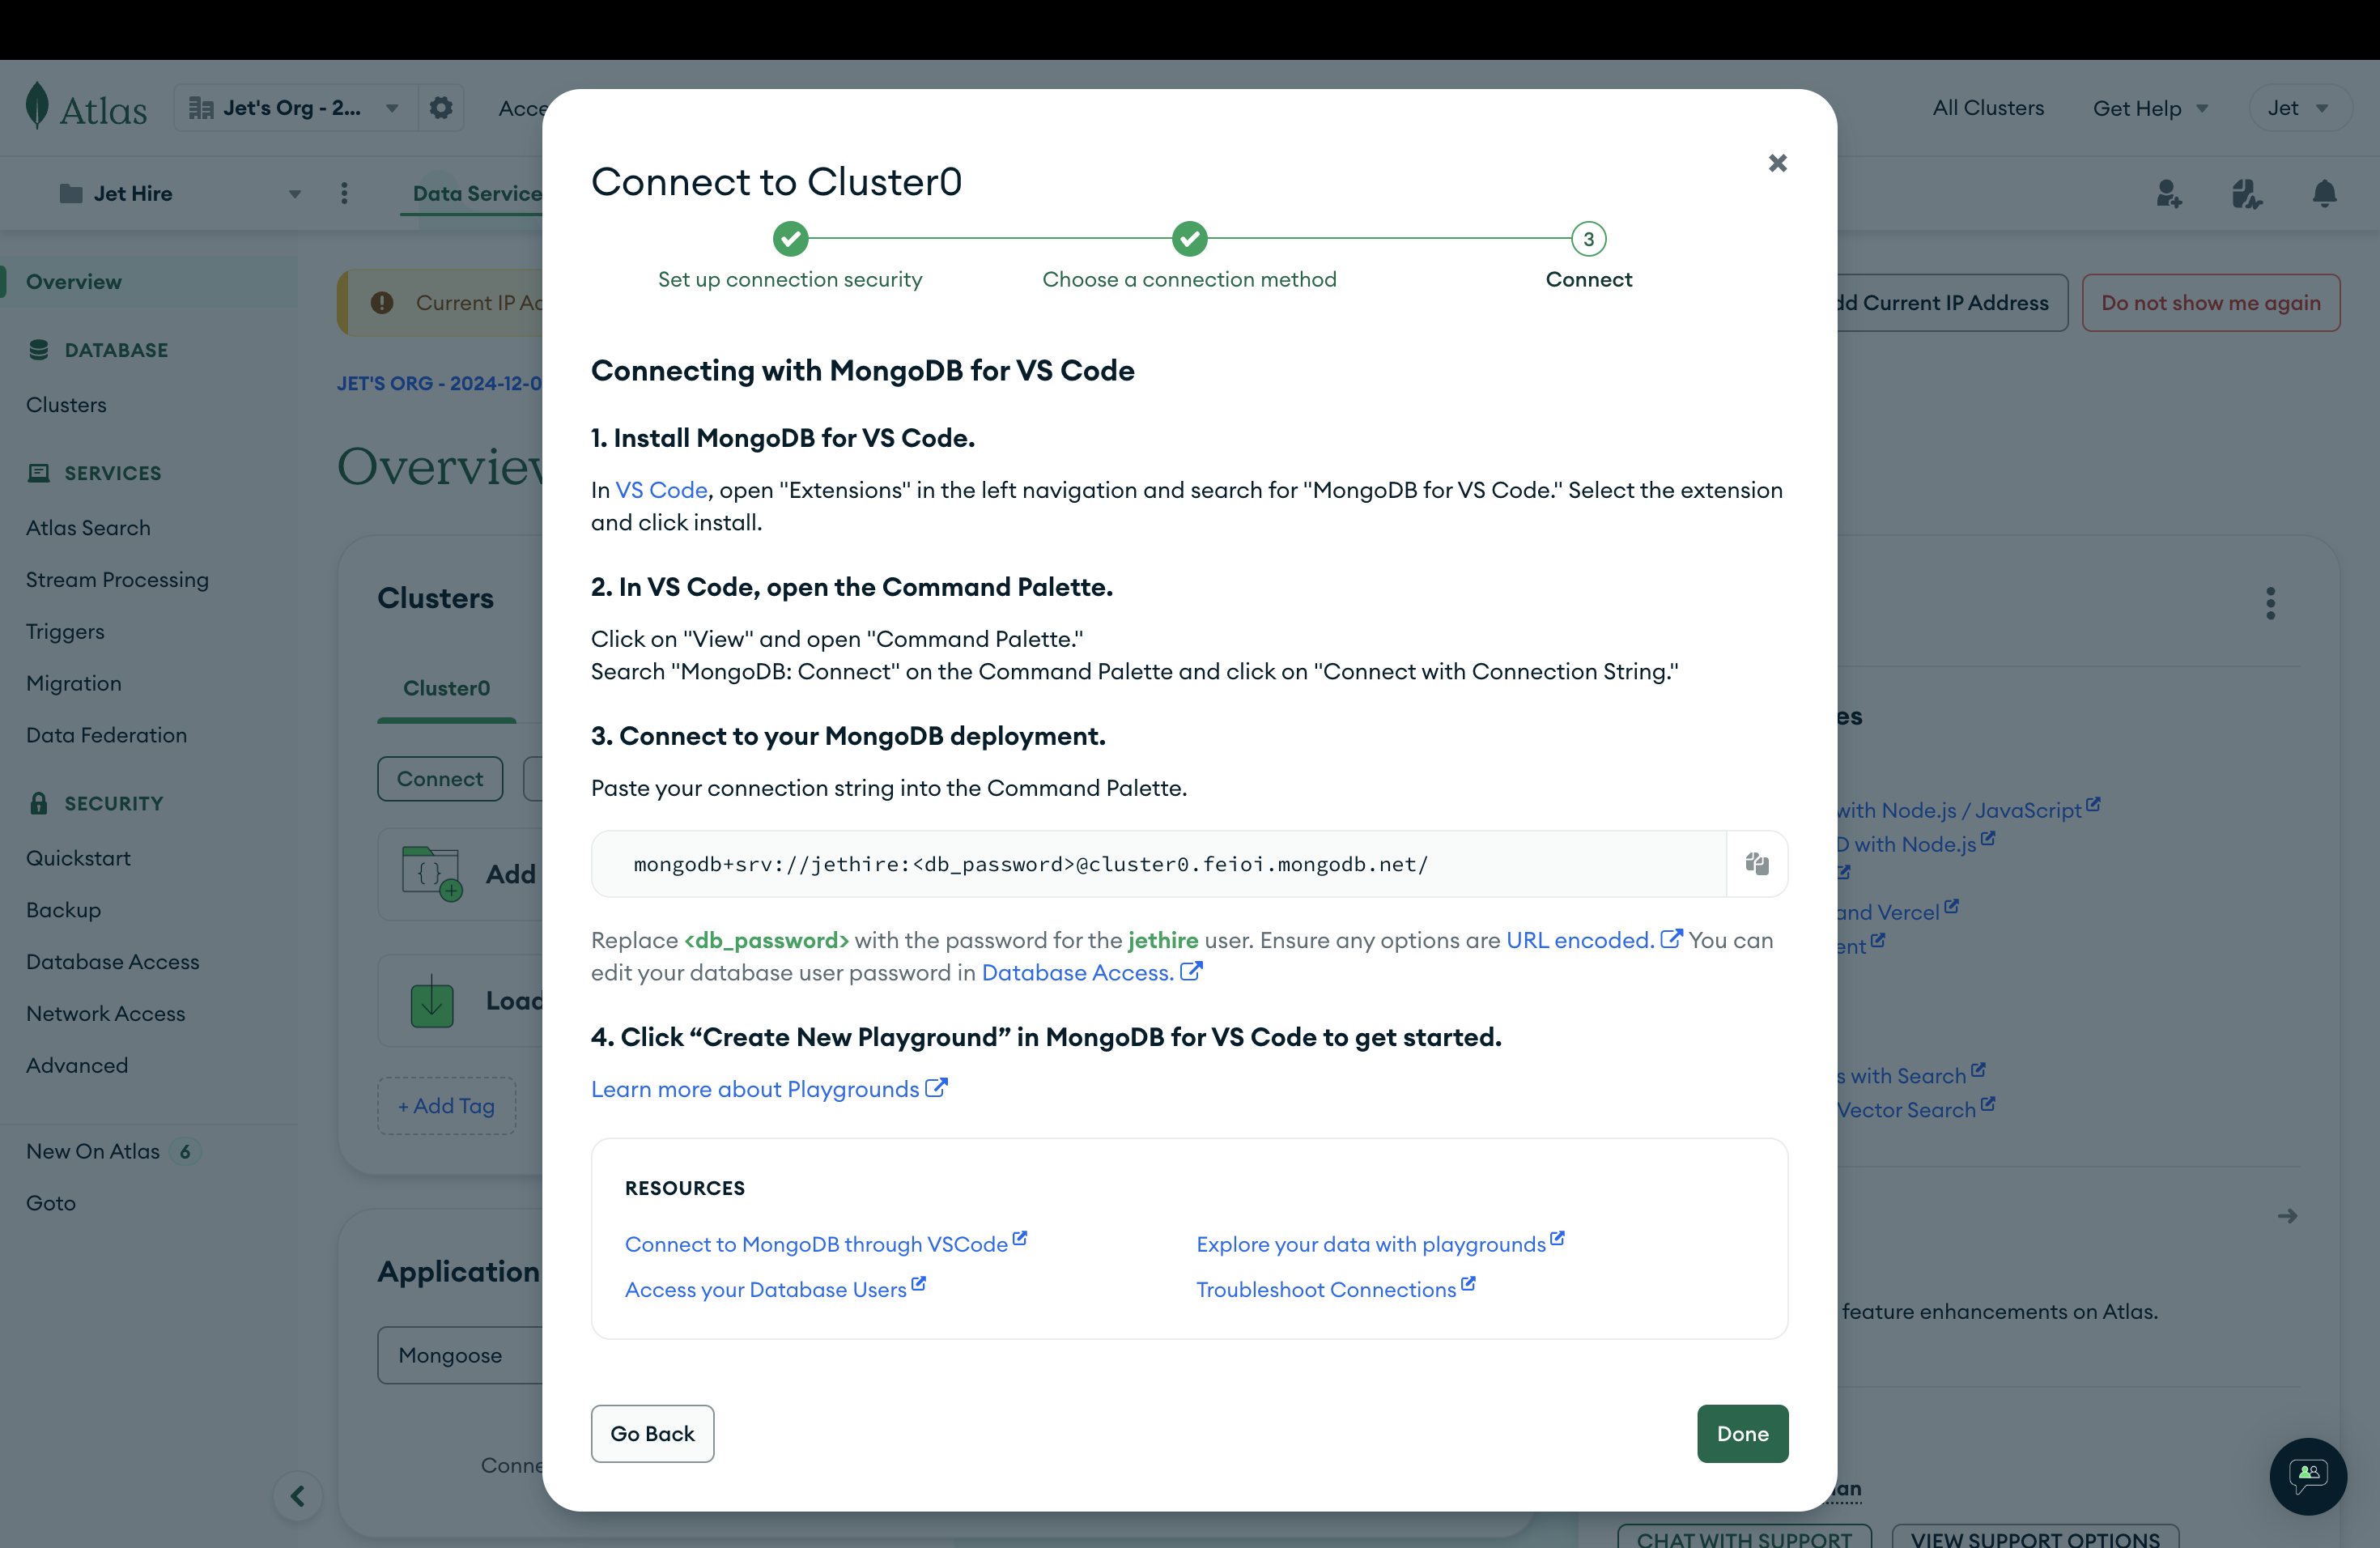 Atlas
Jet's Org - 2...
Acce
All Clusters
Get Help
Jet
Jet Hire
Data Service
Overview
DATABASE
Clusters
SERVICES
Atlas Search
Stream Processing
Triggers
Migration
Data Federation
SECURITY
Quickstart
Backup
Database Access
Network Access
Advanced
New On Atlas 6
Goto
Current IP Ad
dd Current IP Address
Do not show me again
JET'S ORG - 2024-12-0
Overview
Clusters
Cluster0
Connect
Add
Load
+ Add Tag
Application
Mongoose
Conne
Connect to Cluster0
Set up connection security
Choose a connection method
3
Connect
Connecting with MongoDB for VS Code
1. Install MongoDB for VS Code.
In VS Code, open "Extensions" in the left navigation and search for "MongoDB for VS Code." Select the extension
and click install.
2. In VS Code, open the Command Palette.
Click on "View" and open "Command Palette."
Search "MongoDB: Connect" on the Command Palette and click on "Connect with Connection String."
3. Connect to your MongoDB deployment.
Paste your connection string into the Command Palette.
mongodb+srv://jethire:<db_password>@cluster0.feioi.mongodb.net/
Replace <db_password> with the password for the jethire user. Ensure any options are URL encoded. You can
edit your database user password in Database Access.
4. Click “Create New Playground” in MongoDB for VS Code to get started.
Learn more about Playgrounds
RESOURCES
Connect to MongoDB through VSCode
Explore your data with playgrounds
Access your Database Users
Troubleshoot Connections
Go Back
Done
es
with Node.js / JavaScript
D with Node.js
and Vercel
ent
s with Search
Vector Search
feature enhancements on Atlas.
an
CHAT WITH SUPPORT
VIEW SUPPORT OPTIONS